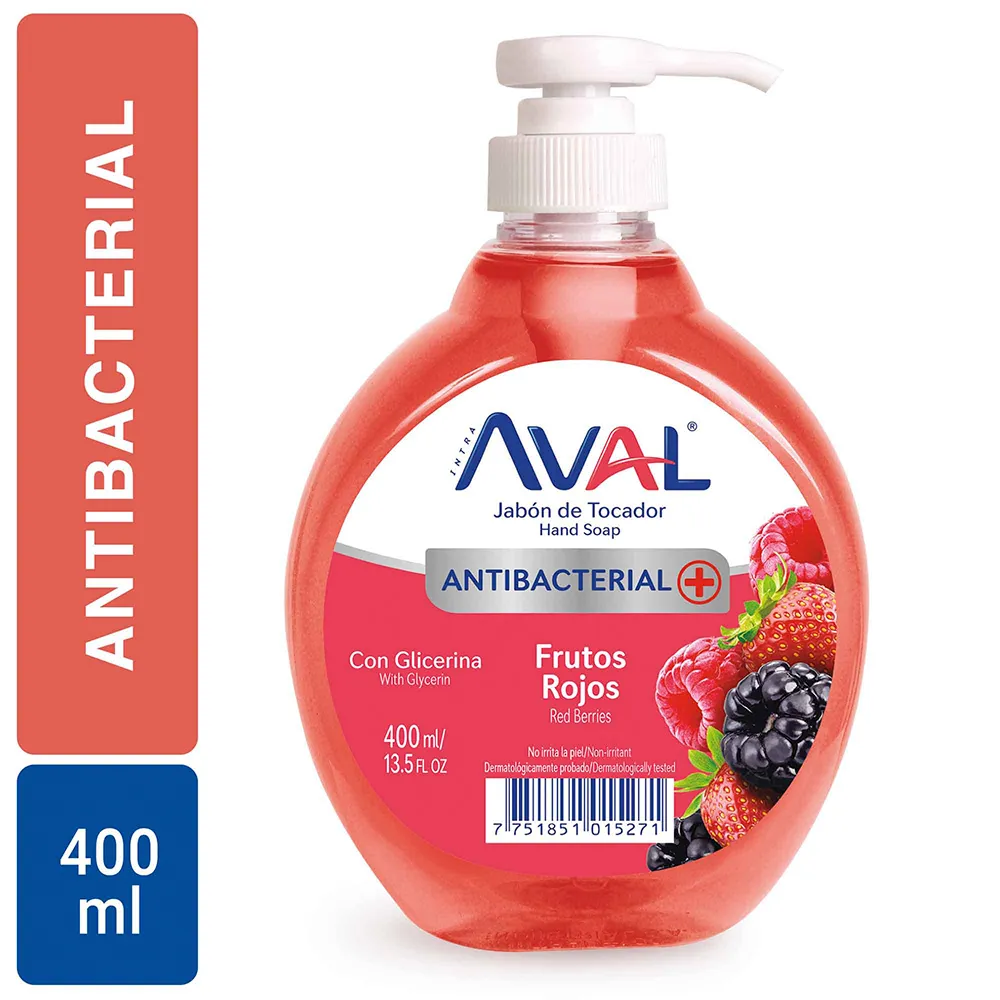 ANTIBACTERIAL
400
ml
INTRA
AVAL®
Jabón de Tocador
Hand Soap
ANTIBACTERIAL
Con Glicerina
With Glycerin
Frutos
Rojos
Red Berries
400 ml/
13.5 FL OZ
No irrita la piel/Non-irritant
Dermatológicamente probado/Dermatologically tested
7 751851 015271